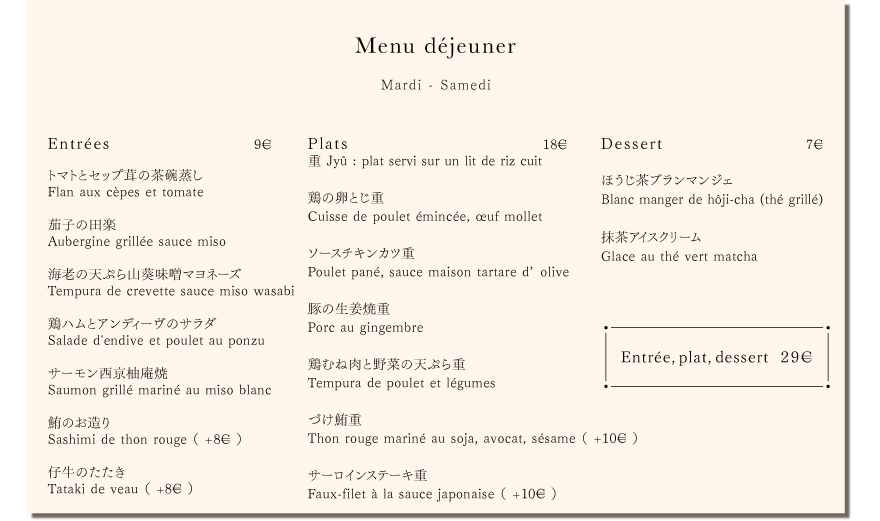 Menu déjeuner
Mardi - Samedi
Entrées 9€
トマトとセップ茸の茶碗蒸し
Flan aux cèpes et tomate
茄子の田楽
Aubergine grillée sauce miso
海老の天ぷら山葵味噌マヨネーズ
Tempura de crevette sauce miso wasabi
鶏ハムとアンディーヴのサラダ
Salade d'endive et poulet au ponzu
サーモン西京柚庵焼
Saumon grillé mariné au miso blanc
鮪のお造り
Sashimi de thon rouge ( +8€ )
仔牛のたたき
Tataki de veau ( +8€ )
Plats 18€
重 Jyû : plat servi sur un lit de riz cuit
鶏の卵とじ重
Cuisse de poulet émincée, œuf mollet
ソースチキンカツ重
Poulet pané, sauce maison tartare d’ olive
豚の生姜焼重
Porc au gingembre
鶏むね肉と野菜の天ぷら重
Tempura de poulet et légumes
づけ鮪重
Thon rouge mariné au soja, avocat, sésame ( +10€ )
サーロインステーキ重
Faux-filet à la sauce japonaise ( +10€ )
Dessert 7€
ほうじ茶ブランマンジェ
Blanc manger de hôji-cha (thé grillé)
抹茶アイスクリーム
Glace au thé vert matcha
Entrée, plat, dessert 29€